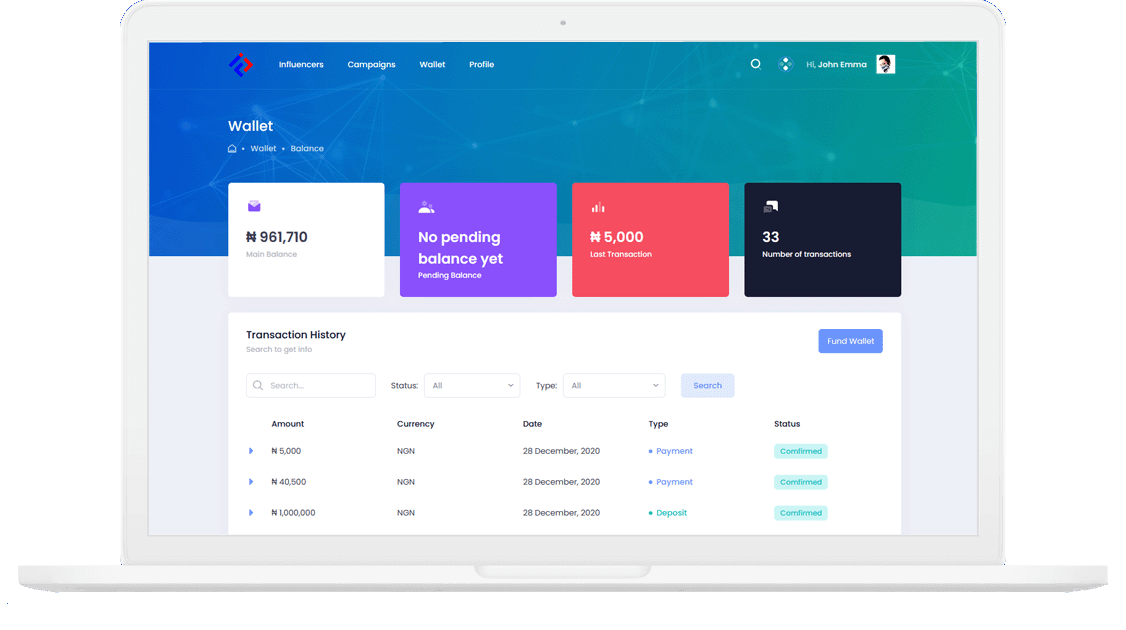 Influencers Campaigns Wallet Profile Hi, John Emma
Wallet
Wallet • Balance
₦ 961,710
Main Balance
No pending
balance yet
Pending Balance
₦ 5,000
Last Transaction
33
Number of transactions
Transaction History
Search to get info
Fund Wallet
Search... Status: All Type: All Search
Amount Currency Date Type Status
₦ 5,000 NGN 28 December, 2020 Payment Comfirmed
₦ 40,500 NGN 28 December, 2020 Payment Comfirmed
₦ 1,000,000 NGN 28 December, 2020 Deposit Comfirmed